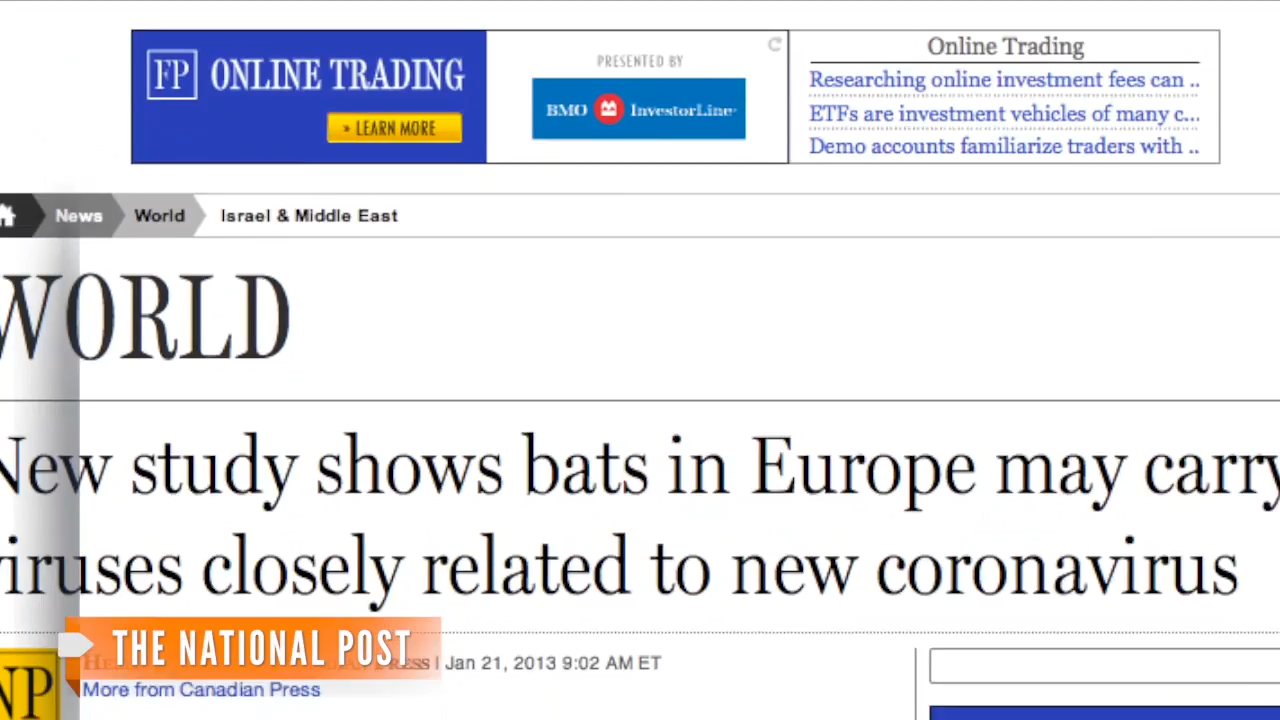 FP ONLINE TRADING
» LEARN MORE
PRESENTED BY
BMO InvestorLine
Online Trading
Researching online investment fees can ..
ETFs are investment vehicles of many c...
Demo accounts familiarize traders with ..
News World Israel & Middle East
WORLD
New study shows bats in Europe may carry
viruses closely related to new coronavirus
THE NATIONAL POST
| Jan 21, 2013 9:02 AM ET
More from Canadian Press
NP